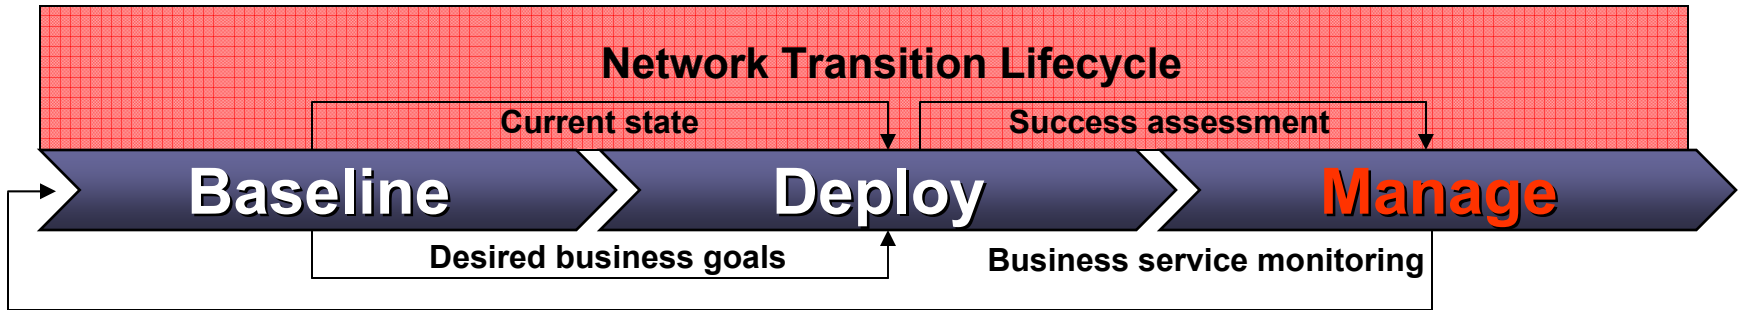 Network Transition Lifecycle
Current state
Success assessment
Baseline
Deploy
Manage
Desired business goals
Business service monitoring